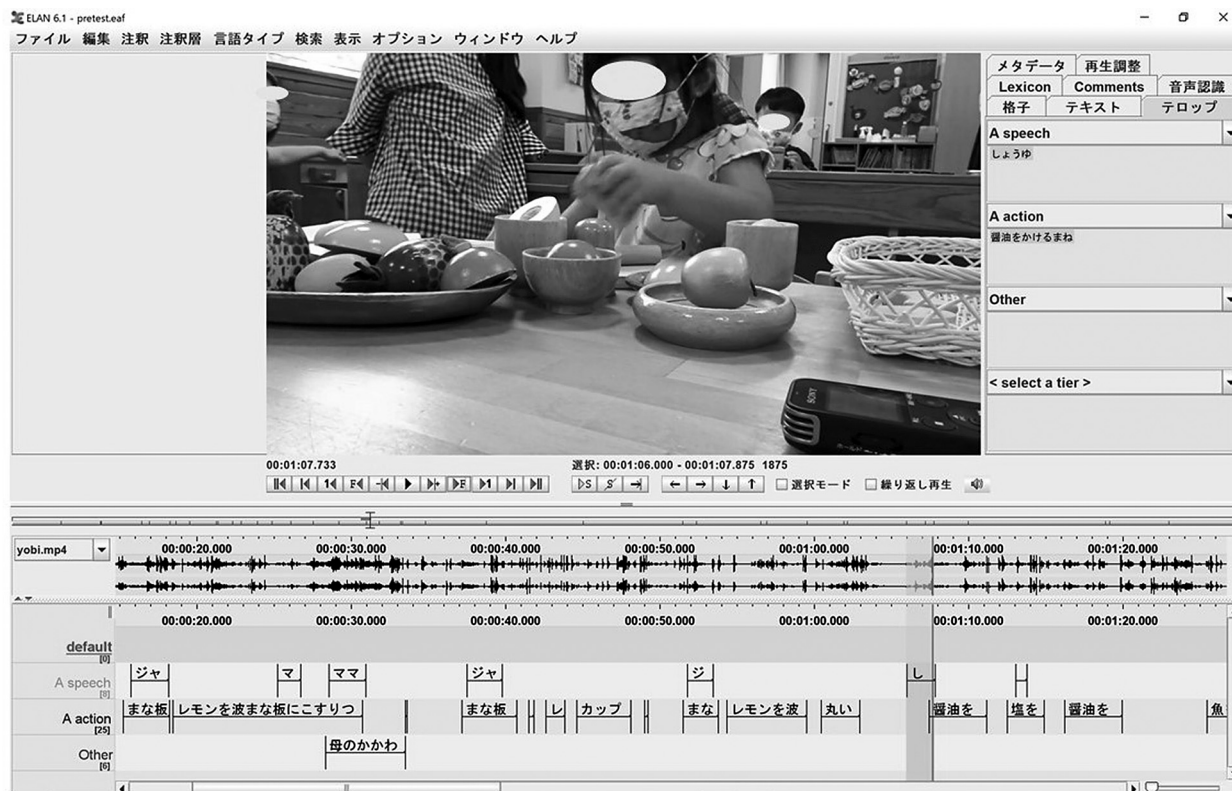 ELAN 6.1 - pretest.eaf
ファイル 編集 注釈 注釈層 言語タイプ 検索 表示 オプション ウィンドウ ヘルプ
メタデータ 再生調整
Lexicon Comments 音声認識
格子 テキスト テロップ
A speech
しょうゆ
A action
醤油をかけるまね
Other
< select a tier >
SONY
00:01:07.733 選択: 00:01:06.000 - 00:01:07.875 1875
選択モード 繰り返し再生
yobi.mp4
00:00:20.000 00:00:30.000 00:00:40.000 00:00:50.000 00:01:00.000 00:01:10.000 00:01:20.000
00:00:20.000 00:00:30.000 00:00:40.000 00:00:50.000 00:01:00.000 00:01:10.000 00:01:20.000
default
[0]
A speech
[8]
ジャ マ ママ ジャ ジ し
A action
[25]
まな板 レモンを波まな板にこすりつ まな板 レ カップ まな レモンを波 丸い 醤油を 塩を 醤油を 魚
Other
[6]
母のかかわ